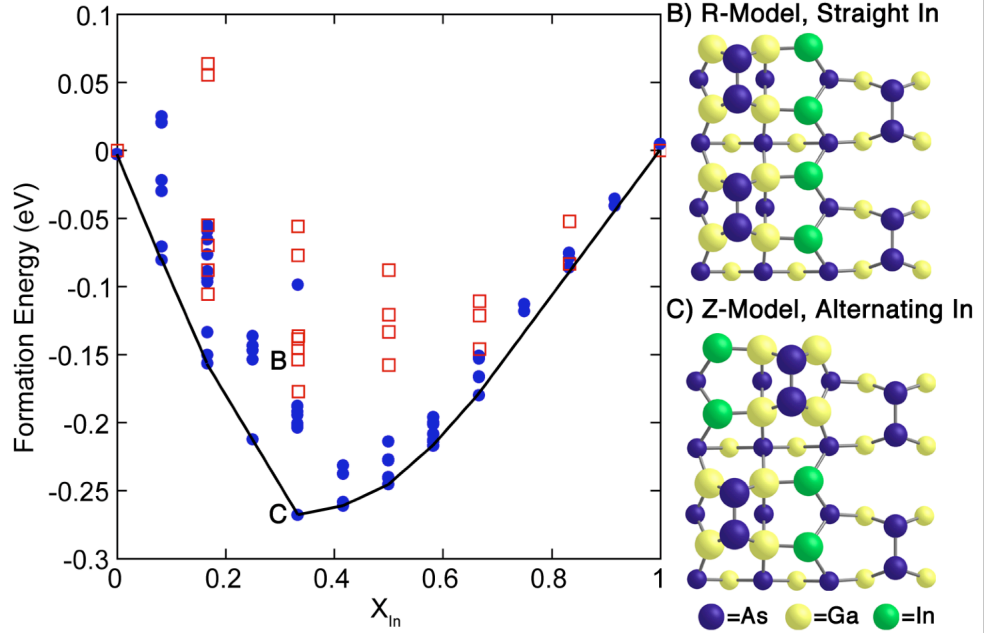 0.1
0.05
0
-0.05
-0.1
-0.15
-0.2
-0.25
-0.3
Formation Energy (eV)
B
C
0
0.2
0.4
0.6
0.8
1
X_In
B) R-Model, Straight In
C) Z-Model, Alternating In
=As =Ga =In